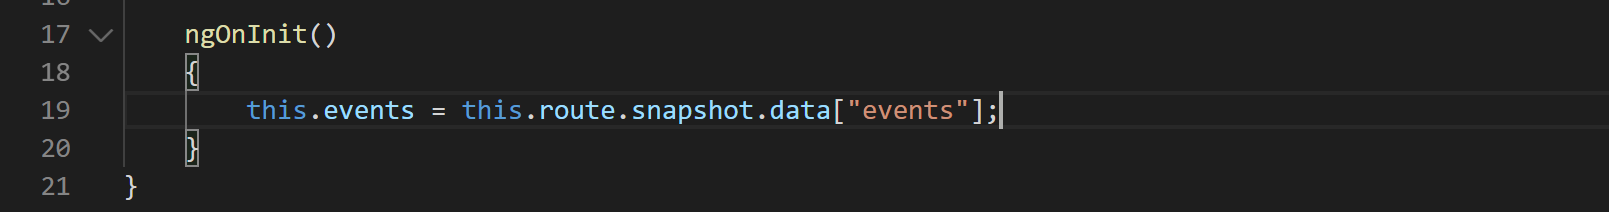 17 ngOnInit()
18 {
19 this.events = this.route.snapshot.data["events"];
20 }
21 }